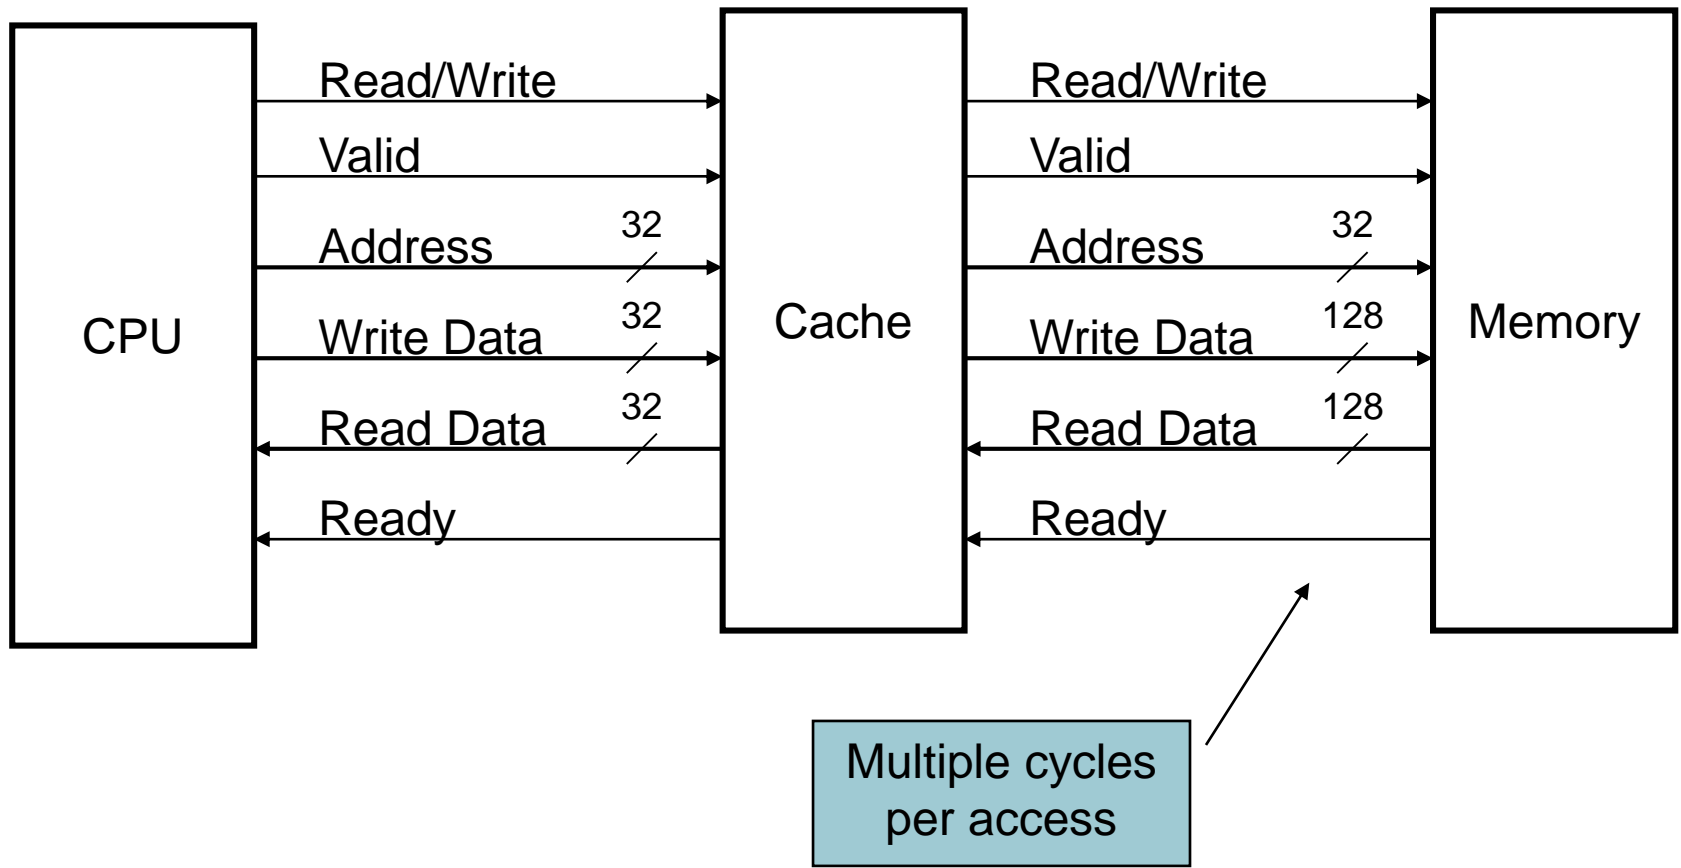 CPU
Read/Write
Valid
Address 32
Write Data 32
Read Data 32
Ready
Cache
Read/Write
Valid
Address 32
Write Data 128
Read Data 128
Ready
Memory
Multiple cycles
per access